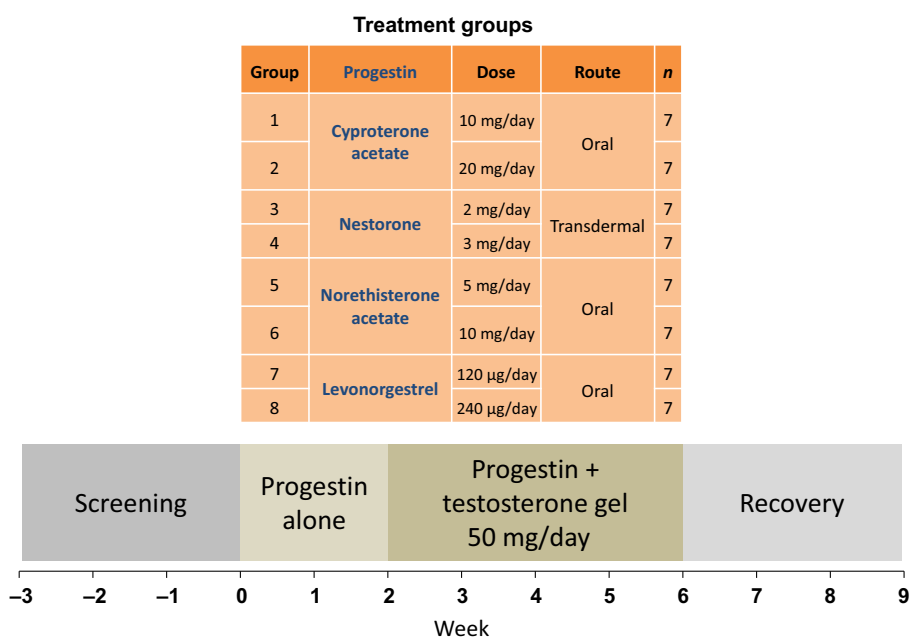 Treatment groups
Group Progestin Dose Route n
1 Cyproterone acetate 10 mg/day Oral 7
2 20 mg/day 7
3 Nestorone 2 mg/day Transdermal 7
4 3 mg/day 7
5 Norethisterone acetate 5 mg/day Oral 7
6 10 mg/day 7
7 Levonorgestrel 120 µg/day Oral 7
8 240 µg/day 7
Screening
Progestin
alone
Progestin +
testosterone gel
50 mg/day
Recovery
–3 –2 –1 0 1 2 3 4 5 6 7 8 9
Week